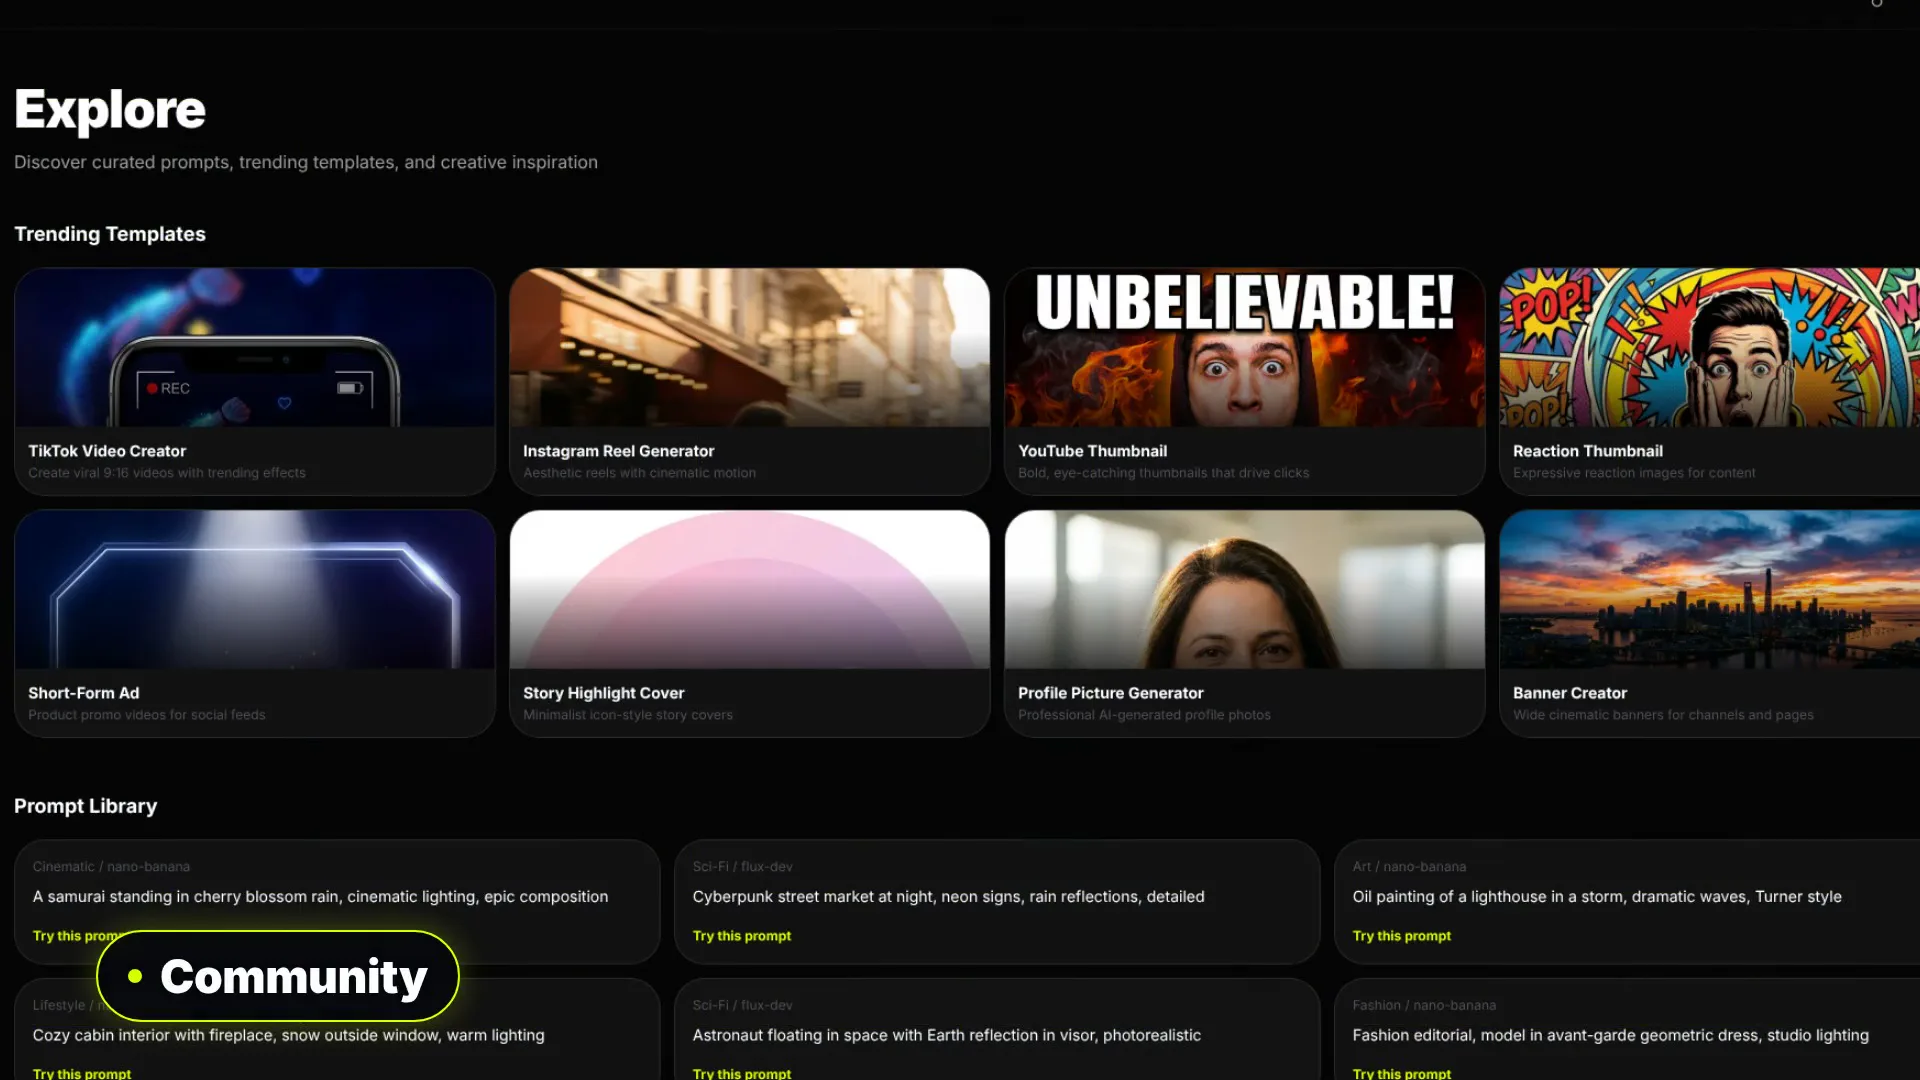 Explore
Discover curated prompts, trending templates, and creative inspiration
Trending Templates
REC
UNBELIEVABLE!
POP!
POP!
TikTok Video Creator
Create viral 9:16 videos with trending effects
Instagram Reel Generator
Aesthetic reels with cinematic motion
YouTube Thumbnail
Bold, eye-catching thumbnails that drive clicks
Reaction Thumbnail
Expressive reaction images for content
Short-Form Ad
Product promo videos for social feeds
Story Highlight Cover
Minimalist icon-style story covers
Profile Picture Generator
Professional AI-generated profile photos
Banner Creator
Wide cinematic banners for channels and pages
Prompt Library
Cinematic / nano-banana
A samurai standing in cherry blossom rain, cinematic lighting, epic composition
Try this
Sci-Fi / flux-dev
Cyberpunk street market at night, neon signs, rain reflections, detailed
Try this prompt
Art / nano-banana
Oil painting of a lighthouse in a storm, dramatic waves, Turner style
Try this prompt
Community
Lifestyle /
Cozy cabin interior with fireplace, snow outside window, warm lighting
Try this prompt
Sci-Fi / flux-dev
Astronaut floating in space with Earth reflection in visor, photorealistic
Try this prompt
Fashion / nano-banana
Fashion editorial, model in avant-garde geometric dress, studio lighting
Try this prompt